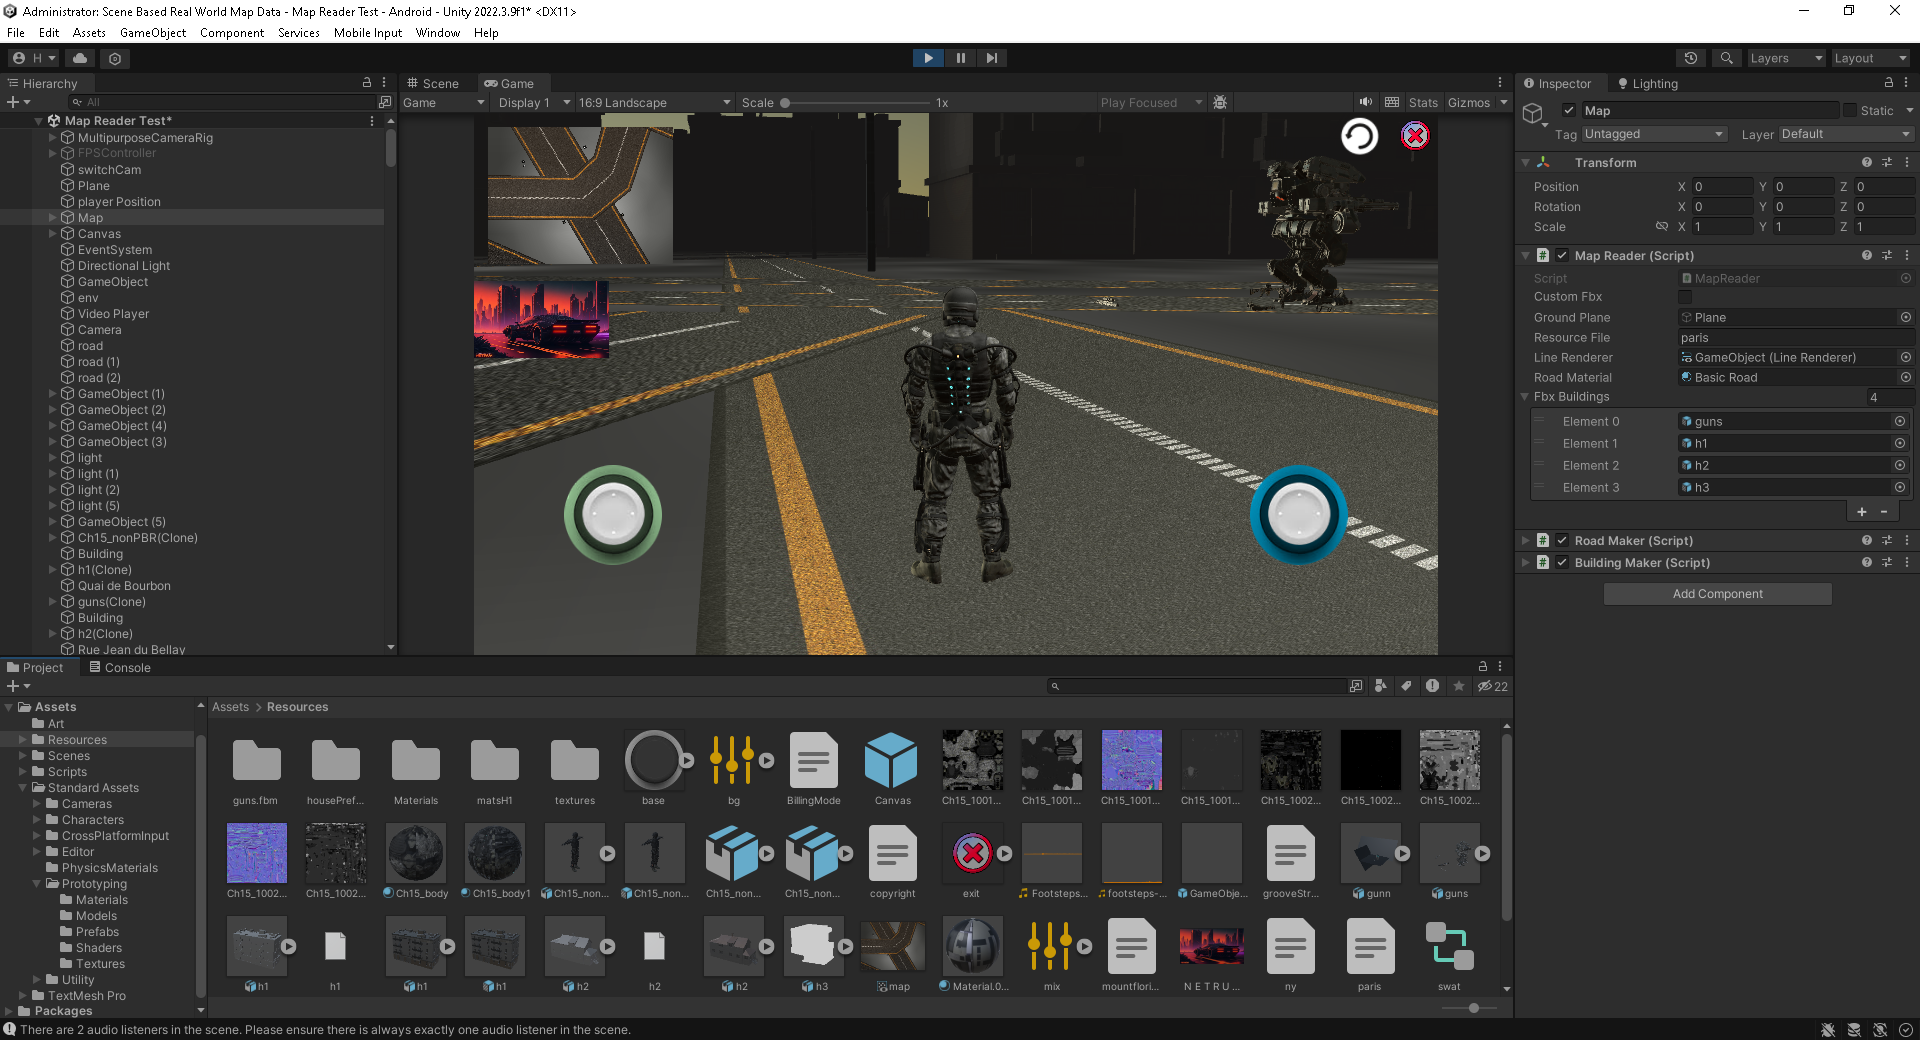 Administrator: Scene Based Real World Map Data - Map Reader Test - Android - Unity 2022.3.9f1* <DX11>
File Edit Assets GameObject Component Services Mobile Input Window Help
H Layers Layout
Hierarchy
All
Map Reader Test*
MultipurposeCameraRig
FPSController
switchCam
Plane
player Position
Map
Canvas
EventSystem
Directional Light
GameObject
env
Video Player
Camera
road
road (1)
road (2)
GameObject (1)
GameObject (2)
GameObject (4)
GameObject (3)
light
light (1)
light (2)
light (5)
GameObject (5)
Ch15_nonPBR(Clone)
Building
h1(Clone)
Quai de Bourbon
guns(Clone)
Building
h2(Clone)
Rue Jean du Bellay
Scene Game
Game Display 1 16:9 Landscape Scale 1x Play Focused Stats Gizmos
Inspector Lighting
Map Static
Tag Untagged Layer Default
Transform
Position X 0 Y 0 Z 0
Rotation X 0 Y 0 Z 0
Scale X 1 Y 1 Z 1
Map Reader (Script)
Script MapReader
Custom Fbx
Ground Plane Plane
Resource File paris
Line Renderer GameObject (Line Renderer)
Road Material Basic Road
Fbx Buildings 4
Element 0 guns
Element 1 h1
Element 2 h2
Element 3 h3
+ -
Road Maker (Script)
Building Maker (Script)
Add Component
Project Console
22
Assets
Art
Resources
Scenes
Scripts
Standard Assets
Cameras
Characters
CrossPlatformInput
Editor
PhysicsMaterials
Prototyping
Materials
Models
Prefabs
Shaders
Textures
Utility
TextMesh Pro
Packages
Assets > Resources
guns.fbm housePref... Materials matsH1 textures base bg BillingMode Canvas Ch15_1001... Ch15_1001... Ch15_1001... Ch15_1001... Ch15_1002... Ch15_1002... Ch15_1002...
Ch15_1002... Ch15_1002... Ch15_body Ch15_body1 Ch15_non... Ch15_non... Ch15_non... Ch15_non... copyright exit Footsteps... footsteps-... GameObje... grooveStr... gunn guns
h1 h1 h1 h1 h2 h2 h2 h3 map Material.0... mix mountflori... N E T R U ... ny paris swat
There are 2 audio listeners in the scene. Please ensure there is always exactly one audio listener in the scene.